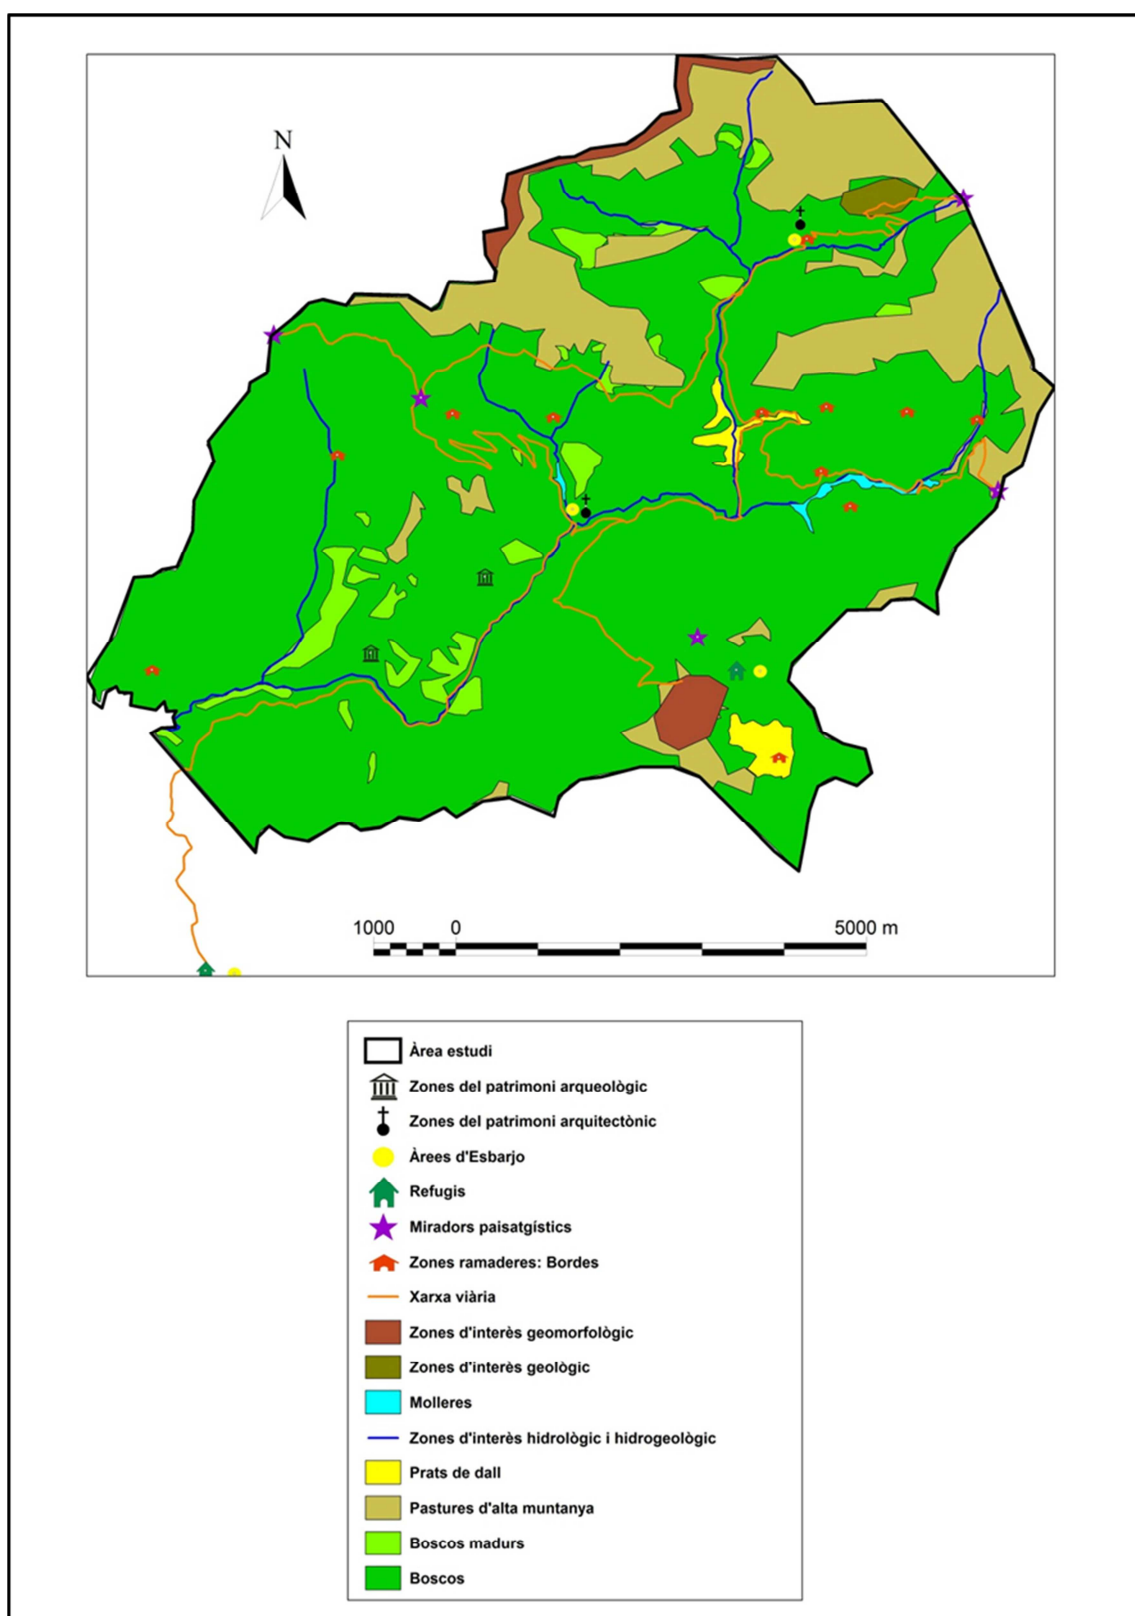 N
1000 0 5000 m
Àrea estudi
Zones del patrimoni arqueològic
Zones del patrimoni arquitectònic
Àrees d'Esbarjo
Refugis
Miradors paisatgístics
Zones ramaderes: Bordes
Xarxa viària
Zones d'interès geomorfològic
Zones d'interès geològic
Molleres
Zones d'interès hidrològic i hidrogeològic
Prats de dall
Pastures d'alta muntanya
Boscos madurs
Boscos